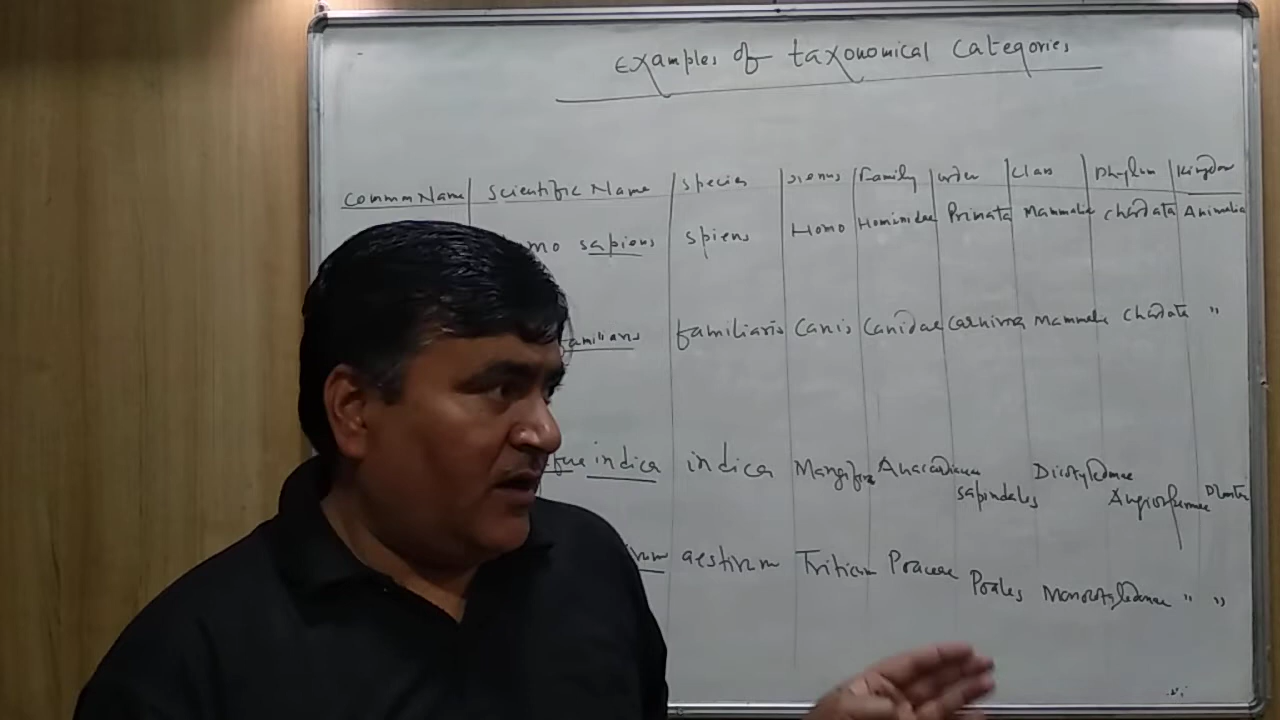 Examples of taxonomical Categories
Common Name Scientific Name Species Genus Family order Class Phylum Kingdom
mo sapiens spiens Homo Hominidae Prinata Mammalia chordata Animalia
familiaris familiaris Canis Canidae Carnivora Mammalia Chordata "
indica indica Mangifera Anacardiaceae Sapindales Dicotyledonae Angiospermae Plantae
aestivum Triticum Poaceae Poales Monocotyledonae " "